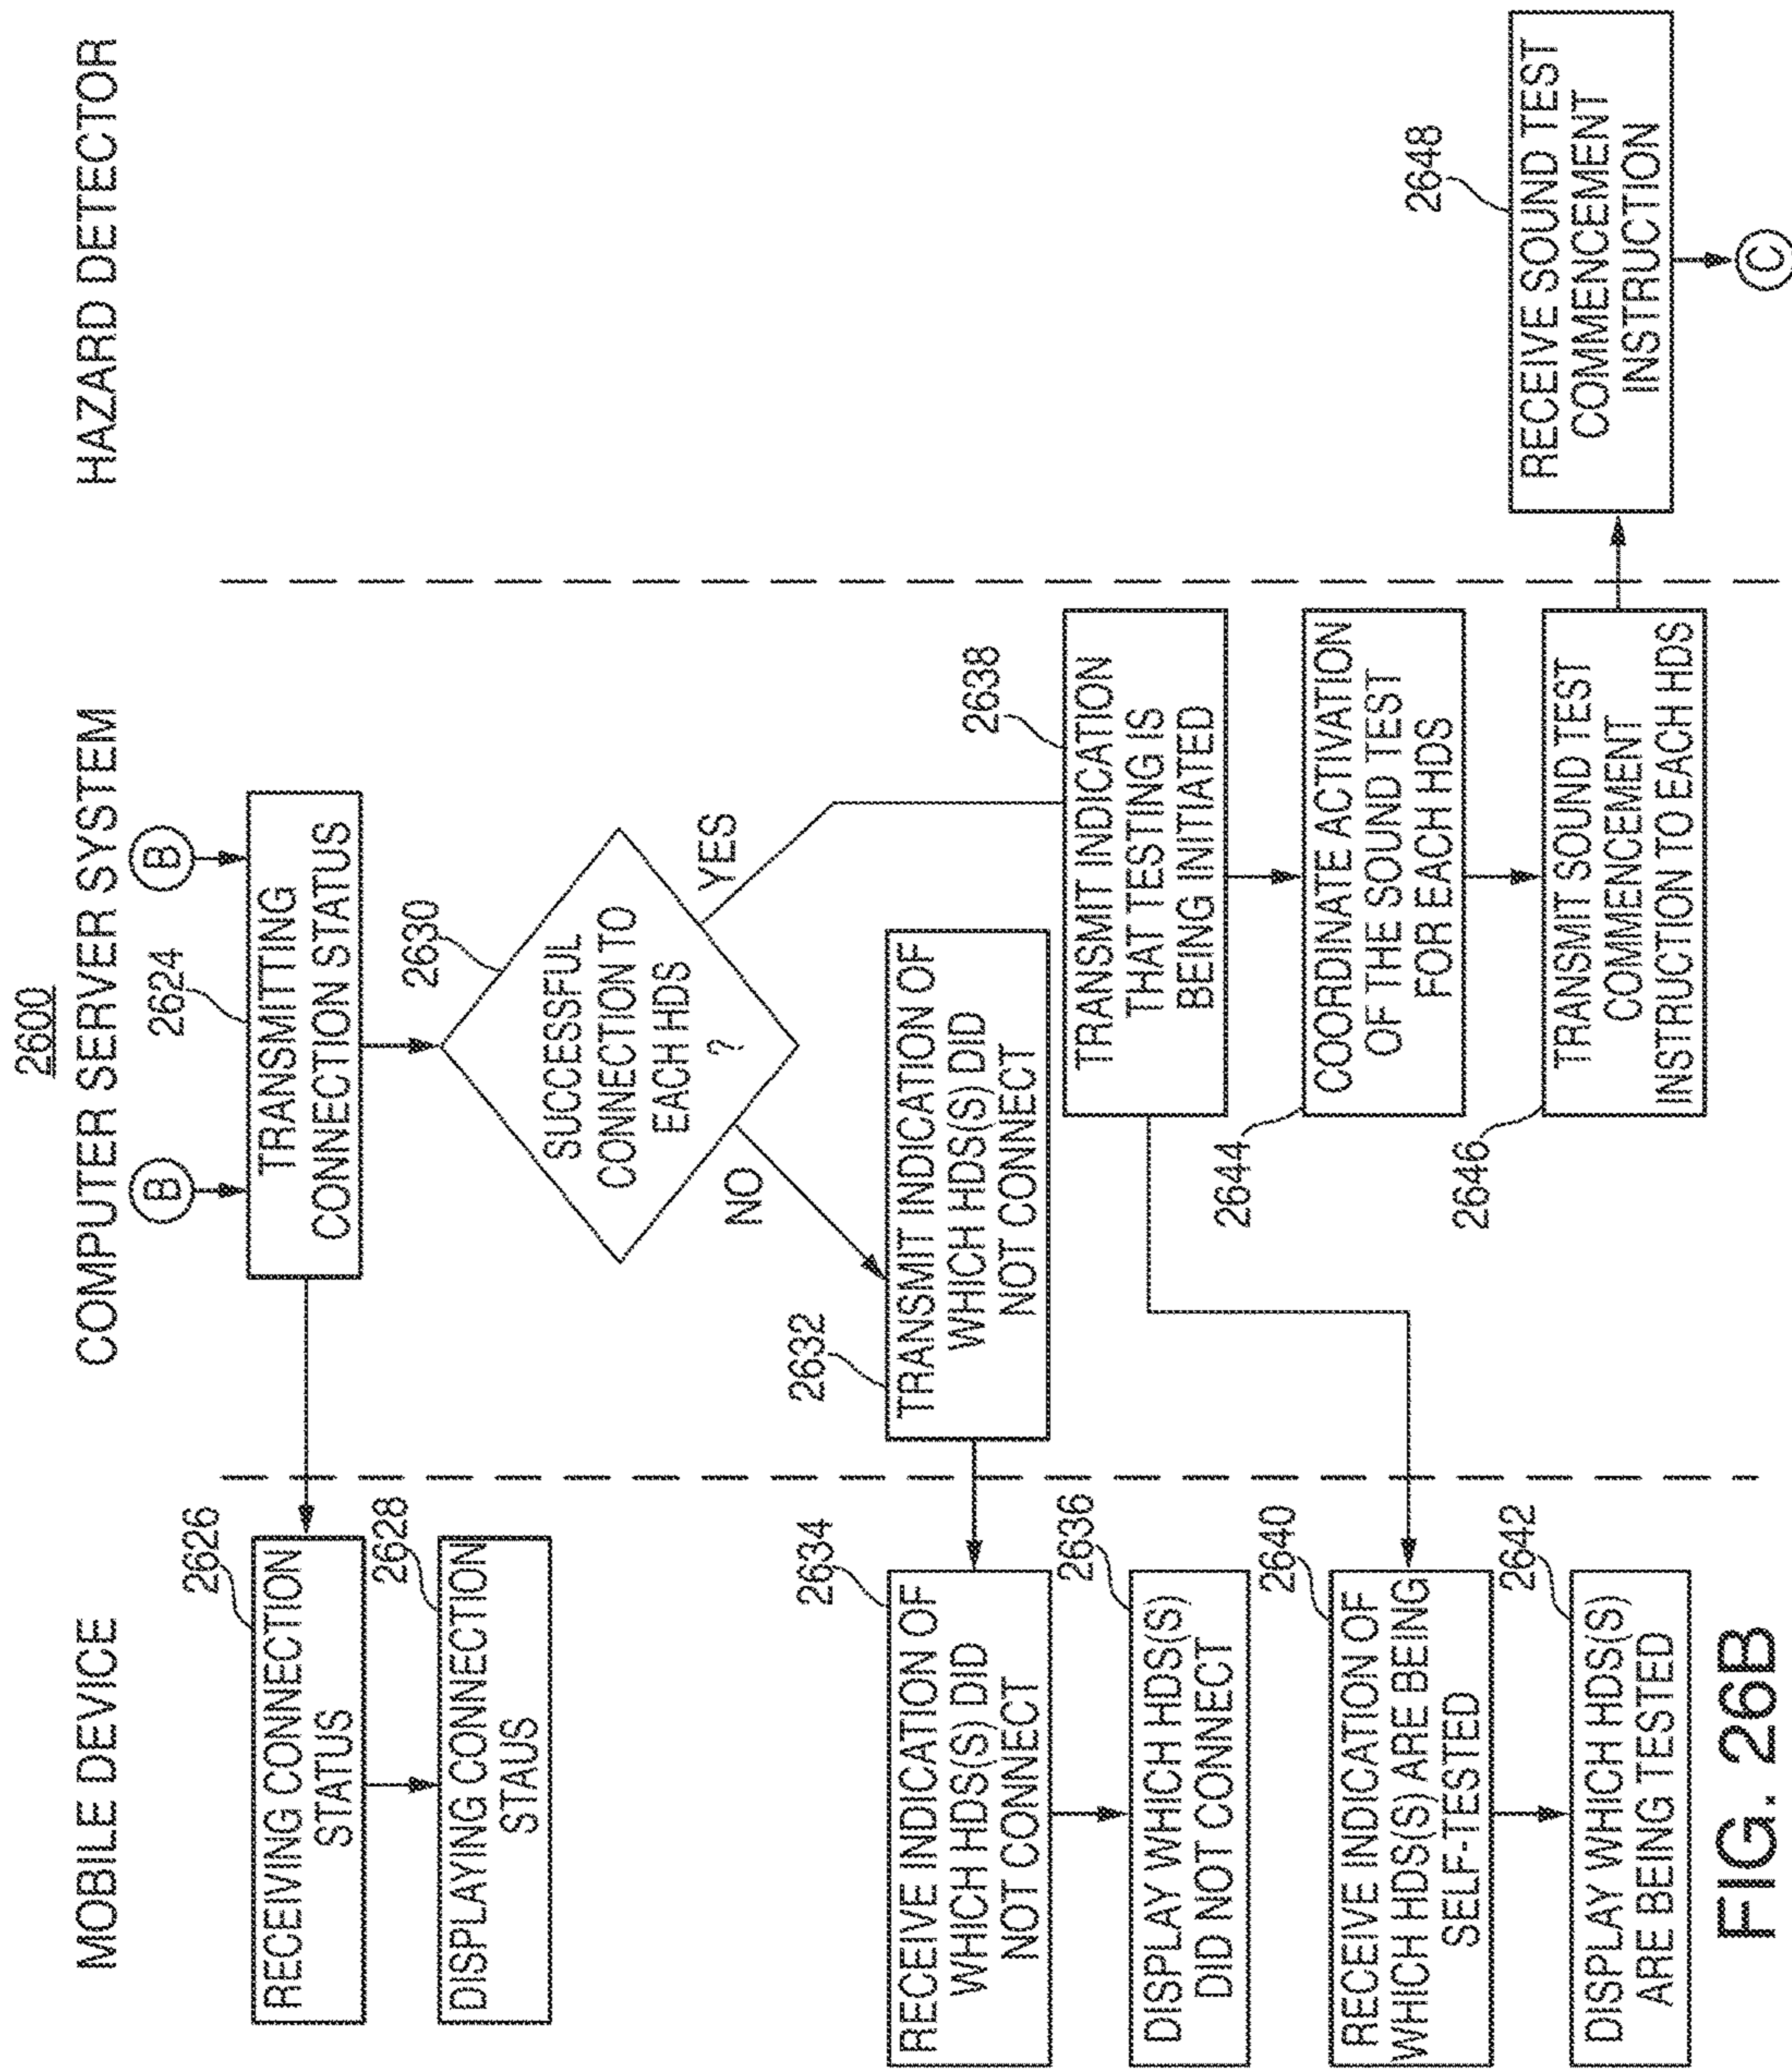 2600
MOBILE DEVICE
COMPUTER SERVER SYSTEM
HAZARD DETECTOR
B
B
2624
TRANSMITTING
CONNECTION STATUS
2626
RECEIVING CONNECTION
STATUS
2628
DISPLAYING CONNECTION
STAUS
2630
SUCCESSFUL
CONNECTION TO
EACH HDS
?
NO
YES
2632
TRANSMIT INDICATION OF
WHICH HDS(S) DID
NOT CONNECT
2634
RECEIVE INDICATION OF
WHICH HDS(S) DID
NOT CONNECT
2636
DISPLAY WHICH HDS(S)
DID NOT CONNECT
2638
TRANSMIT INDICATION
THAT TESTING IS
BEING INITIATED
2640
RECEIVE INDICATION OF
WHICH HDS(S) ARE BEING
SELF-TESTED
2642
DISPLAY WHICH HDS(S)
ARE BEING TESTED
2644
COORDINATE ACTIVATION
OF THE SOUND TEST
FOR EACH HDS
2646
TRANSMIT SOUND TEST
COMMENCEMENT
INSTRUCTION TO EACH HDS
2648
RECEIVE SOUND TEST
COMMENCEMENT
INSTRUCTION
C
FIG. 26B